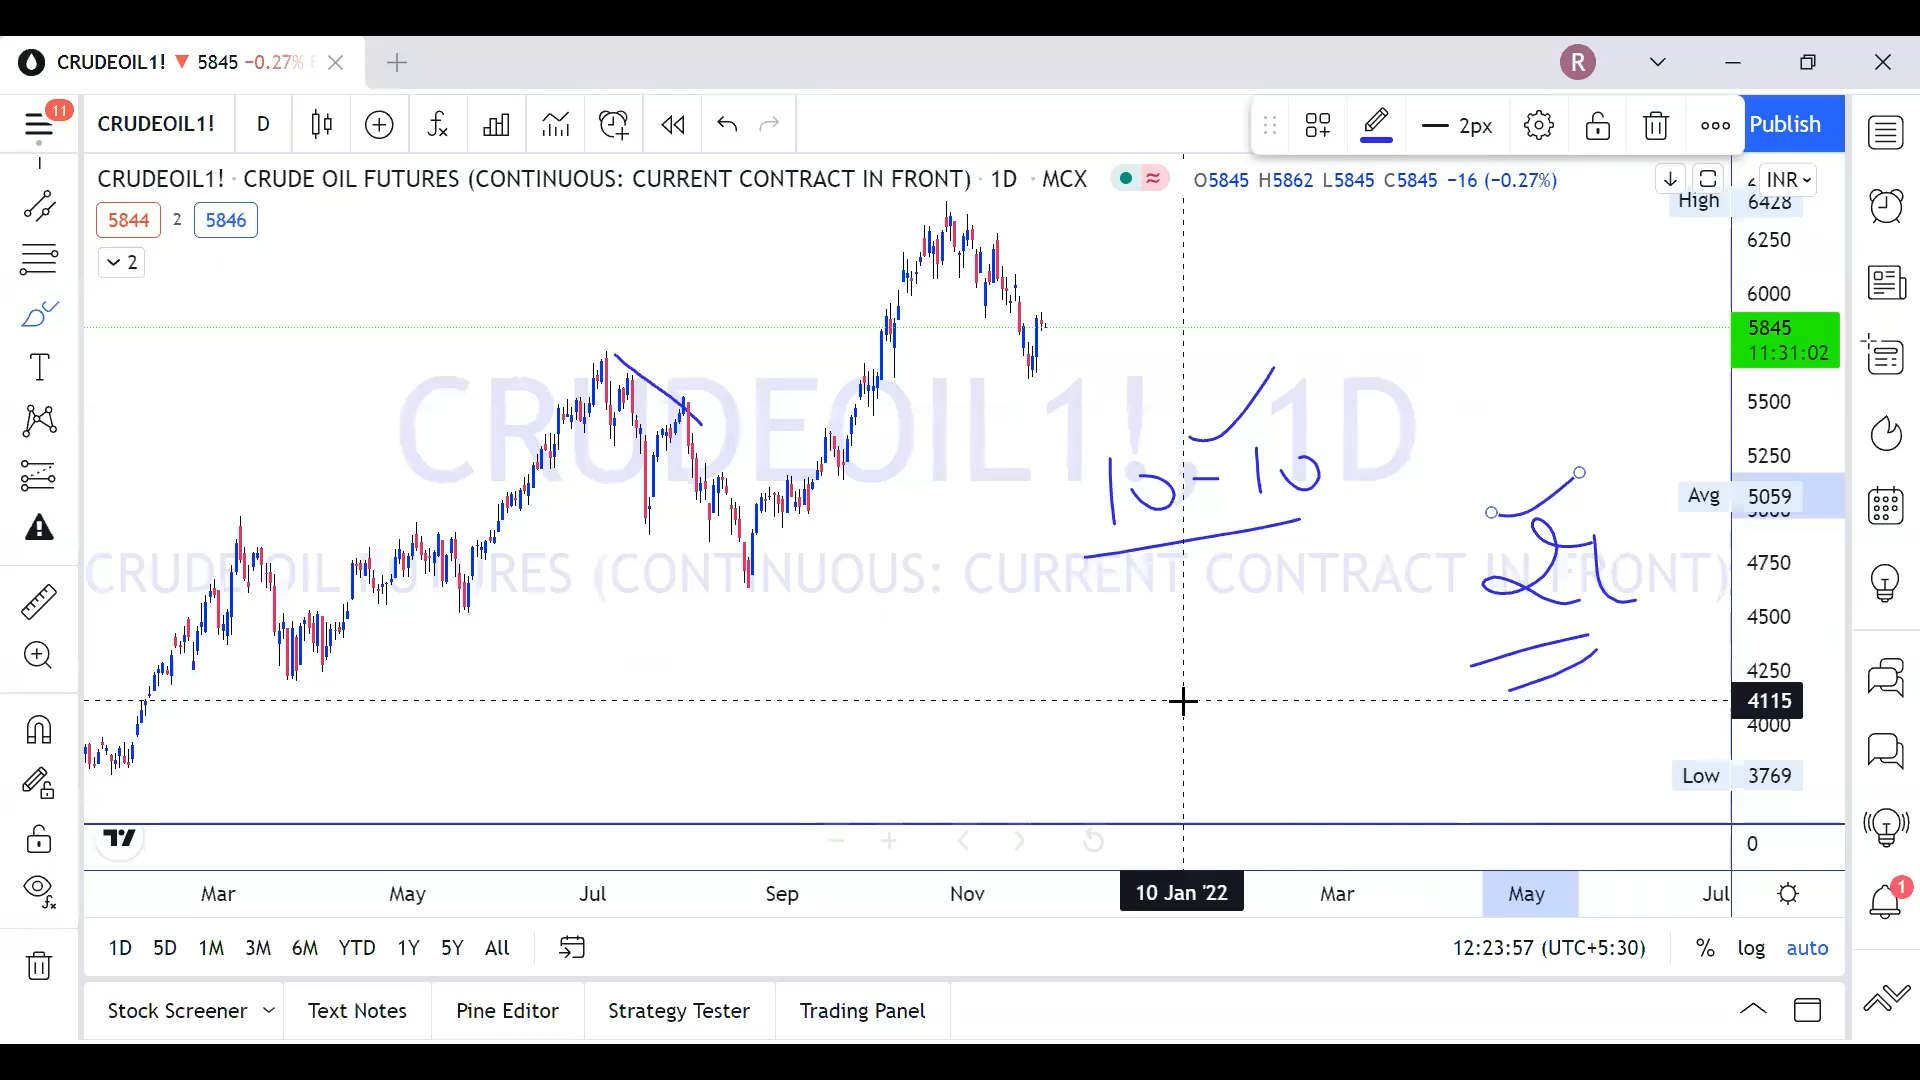 CRUDEOIL1! ▼ 5845 −0.27%
R
11
CRUDEOIL1! D
2px
Publish
CRUDEOIL1! · CRUDE OIL FUTURES (CONTINUOUS: CURRENT CONTRACT IN FRONT) · 1D · MCX
O5845 H5862 L5845 C5845 −16 (−0.27%)
INR
5844 2 5846
2
High 6428
6250
6000
5845
11:31:02
5500
5250
Avg 5059
4750
4500
4250
4115
4000
Low 3769
0
CRUDEOIL1!, 1D
CRUDEOIL FUTURES (CONTINUOUS: CURRENT CONTRACT IN FRONT)
10 - 10
Mar May Jul Sep Nov 10 Jan '22 Mar May Jul
1
1D 5D 1M 3M 6M YTD 1Y 5Y All
12:23:57 (UTC+5:30) % log auto
Stock Screener Text Notes Pine Editor Strategy Tester Trading Panel